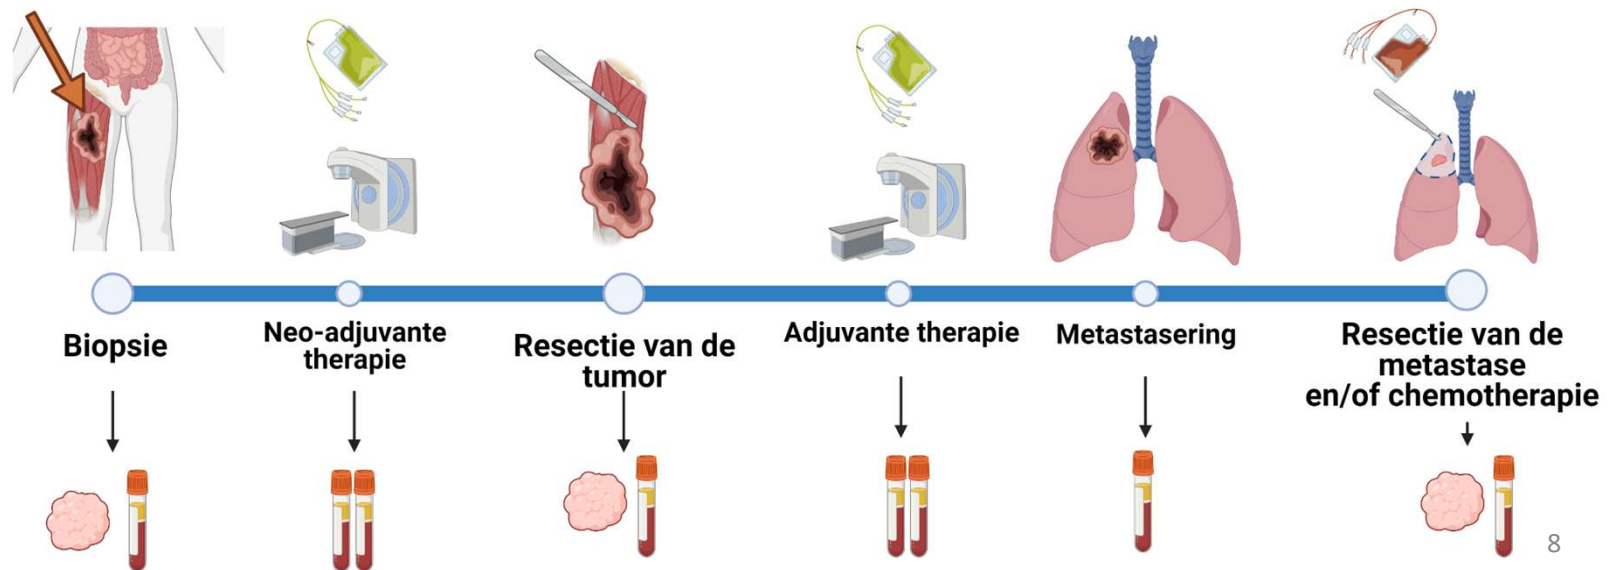 Biopsie
Neo-adjuvante
therapie
Resectie van de
tumor
Adjuvante therapie
Metastasering
Resectie van de
metastase
en/of chemotherapie
8